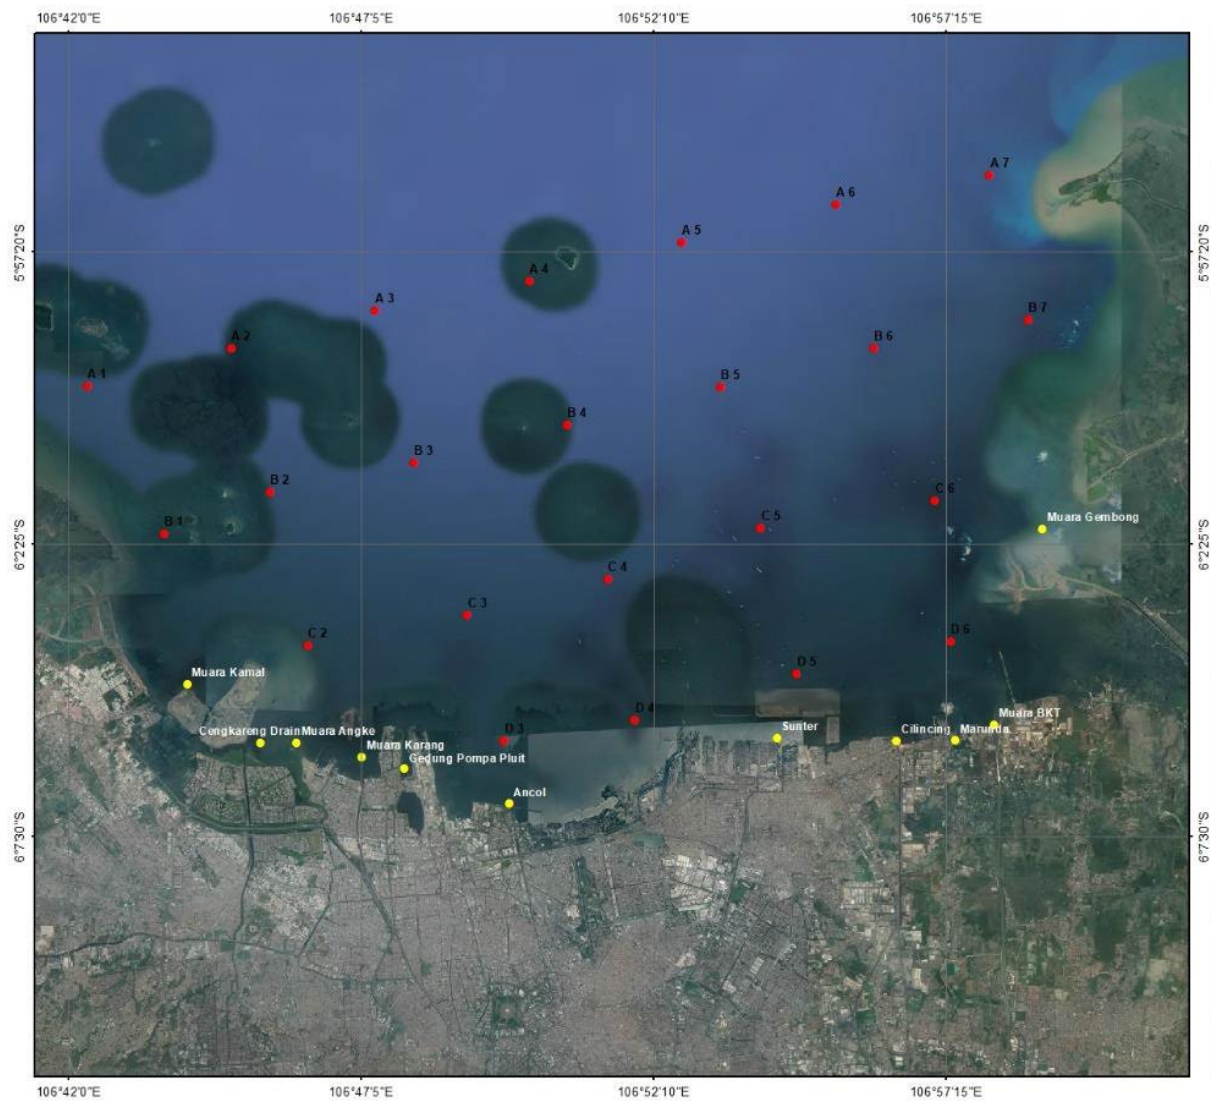 106°42'0"E 106°47'5"E 106°52'10"E 106°57'15"E
A 7
A 6
A 5
5°57'20"S 5°57'20"S
A 4
A 3
B 7
A 2
B 6
A 1
B 5
B 4
B 3
B 2
C 6
Muara Gembong
C 5
B 1
6°2'25"S 6°2'25"S
C 4
C 3
C 2
D 6
Muara Kamal
D 5
D 4
Muara BKT
Cengkareng Drain Muara Angke
D 3
Sunter
Cilincing
Marunda
Muara Karang
Gedung Pompa Pluit
Ancol
6°7'30"S 6°7'30"S
106°42'0"E 106°47'5"E 106°52'10"E 106°57'15"E